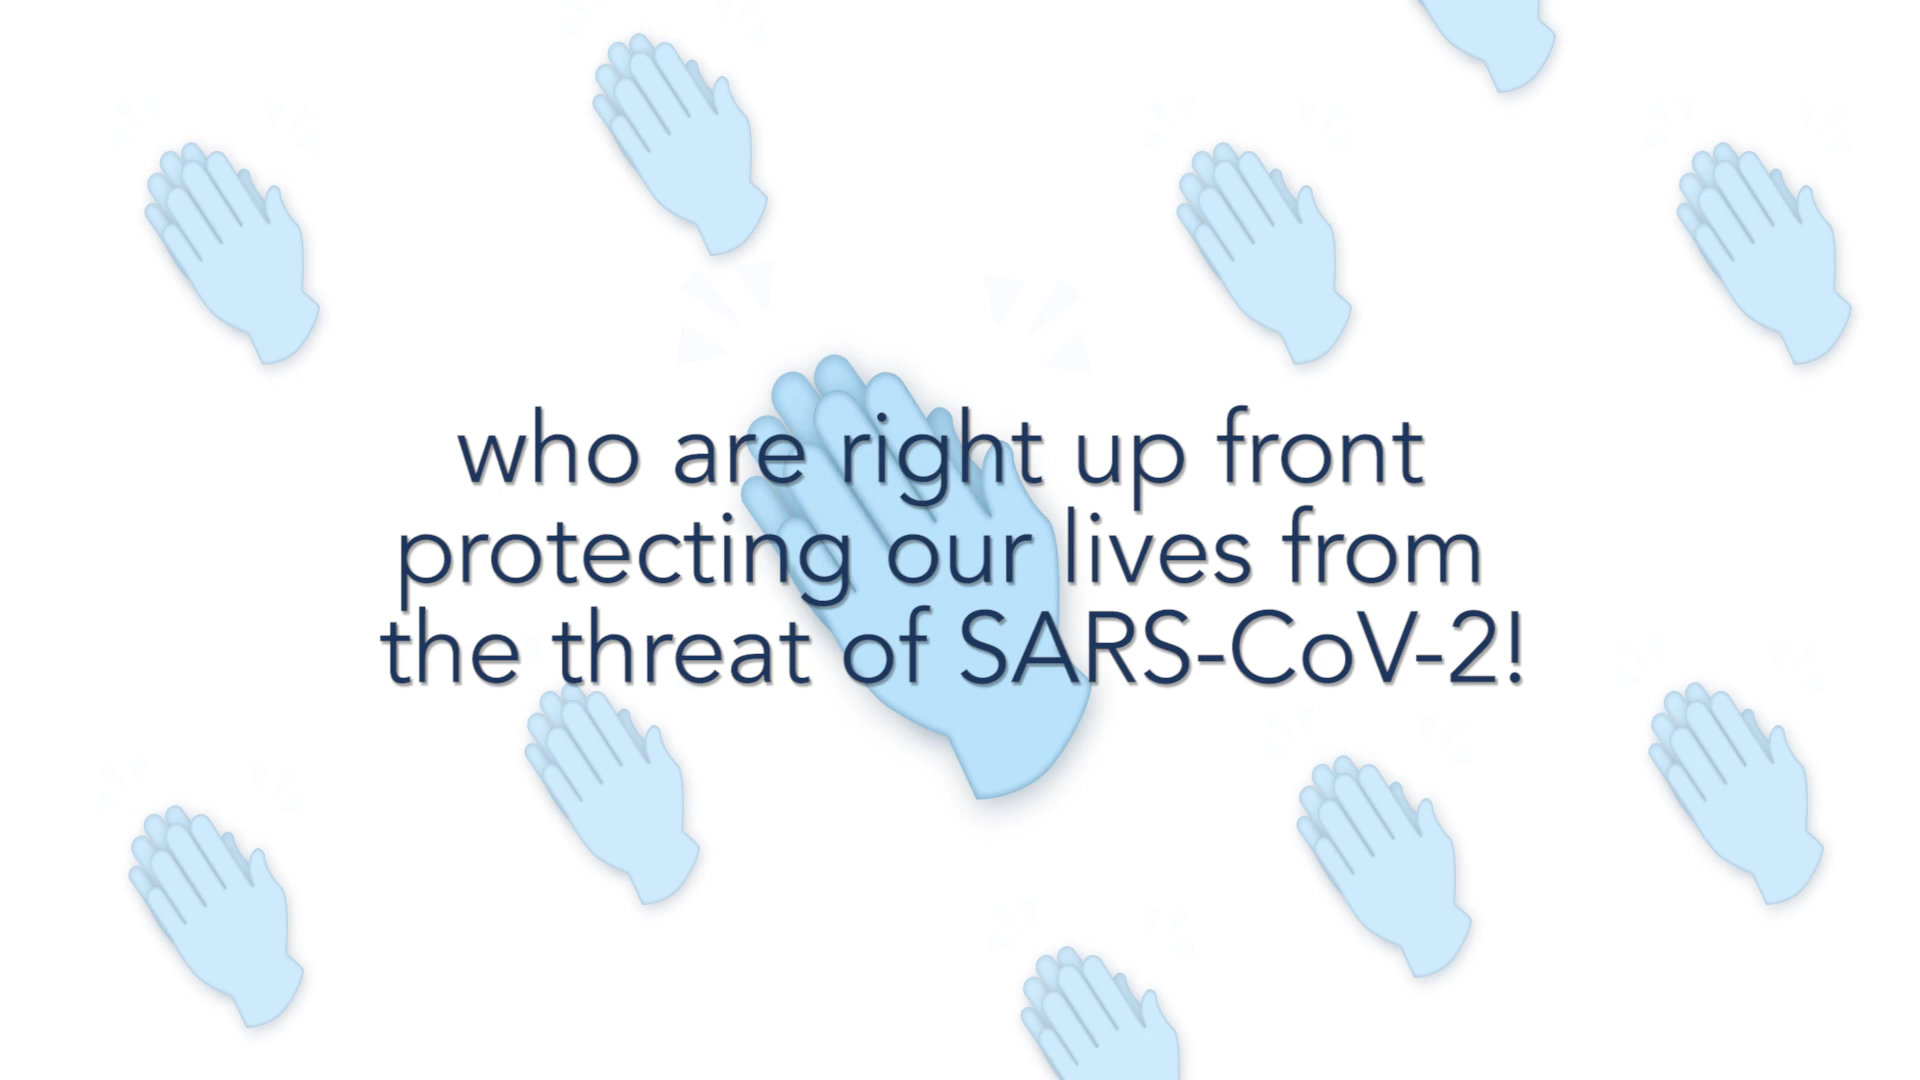 who are right up front
protecting our lives from
the threat of SARS-CoV-2!